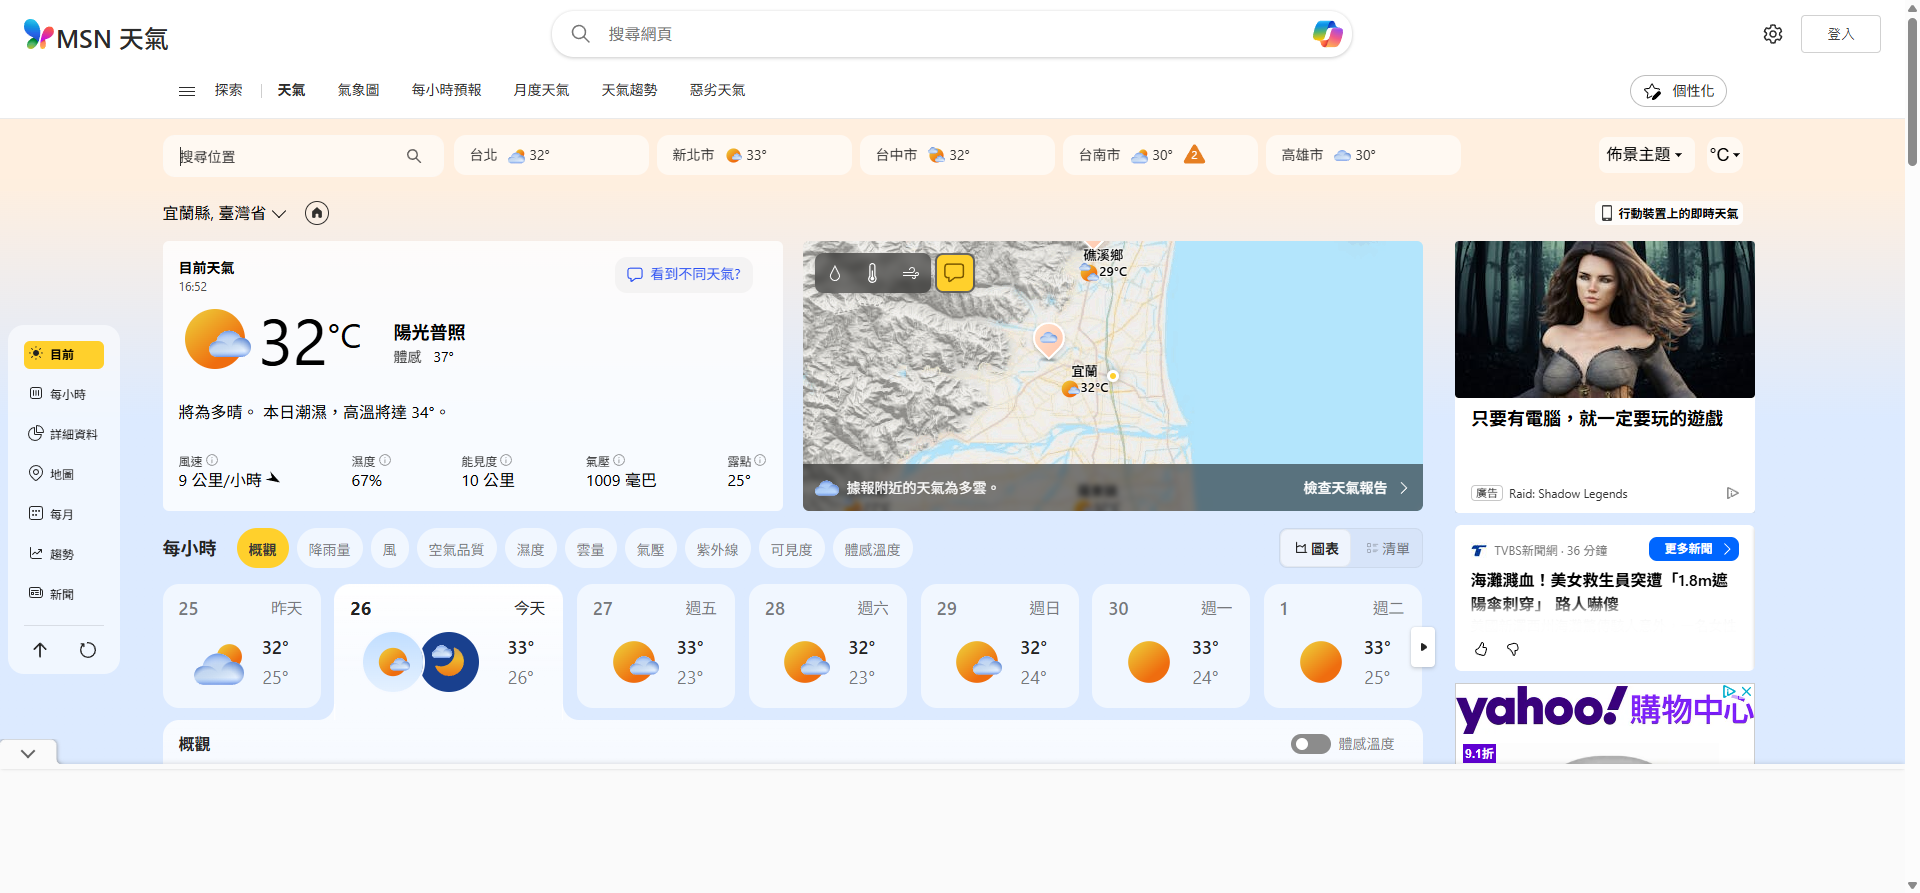 MSN 天氣
搜尋網頁
登入
探索
天氣
氣象圖
每小時預報
月度天氣
天氣趨勢
惡劣天氣
個性化
搜尋位置
台北 32°
新北市 33°
台中市 32°
台南市 30° 2
高雄市 30°
佈景主題
°C
宜蘭縣, 臺灣省
行動裝置上的即時天氣
目前天氣
16:52
看到不同天氣?
32°C
陽光普照
體感 37°
將為多晴。 本日潮濕，高溫將達 34°。
風速
9 公里/小時
濕度
67%
能見度
10 公里
氣壓
1009 毫巴
露點
25°
礁溪鄉
29°C
宜蘭
32°C
據報附近的天氣為多雲。
檢查天氣報告
只要有電腦，就一定要玩的遊戲
廣告 Raid: Shadow Legends
目前
每小時
詳細資料
地圖
每月
趨勢
新聞
每小時
概觀
降雨量
風
空氣品質
濕度
雲量
氣壓
紫外線
可見度
體感溫度
圖表
清單
TVBS新聞網 · 36 分鐘
更多新聞
海灘濺血！美女救生員突遭「1.8m遮
陽傘刺穿」 路人嚇傻
25 昨天
32°
25°
26 今天
33°
26°
27 週五
33°
23°
28 週六
32°
23°
29 週日
32°
24°
30 週一
33°
24°
1 週二
33°
25°
概觀
體感溫度
yahoo! 購物中心
9.1折